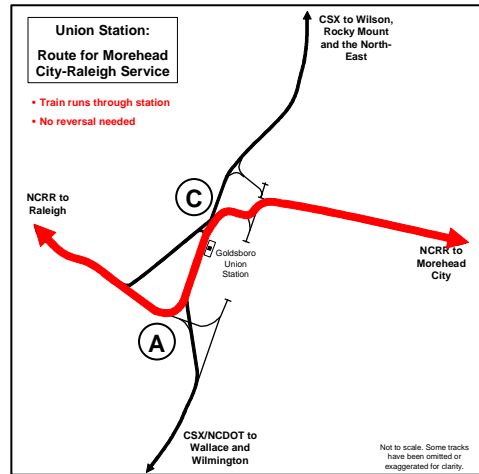 Union Station:
Route for Morehead
City-Raleigh Service
• Train runs through station
• No reversal needed
CSX to Wilson,
Rocky Mount
and the North-
East
C
NCRR to
Raleigh
Goldsboro
Union
Station
NCRR to
Morehead
City
A
CSX/NCDOT to
Wallace and
Wilmington
Not to scale. Some tracks
have been omitted or
exaggerated for clarity.